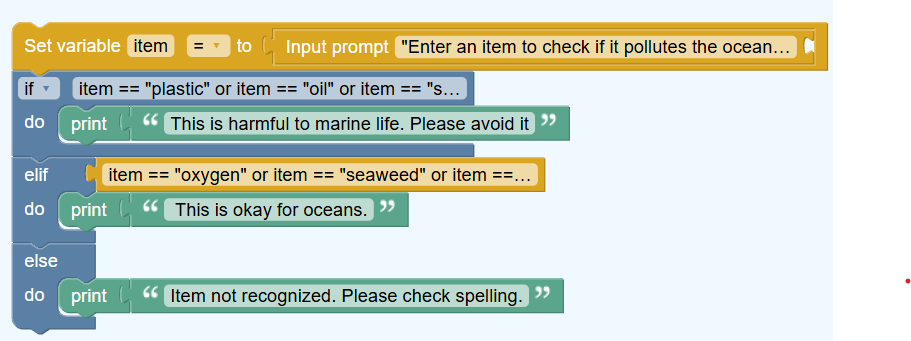 Set variable item = to Input prompt "Enter an item to check if it pollutes the ocean...
if item == "plastic" or item == "oil" or item == "s...
do print “ This is harmful to marine life. Please avoid it ”
elif item == "oxygen" or item == "seaweed" or item ==...
do print “ This is okay for oceans. ”
else
do print “ Item not recognized. Please check spelling. ”